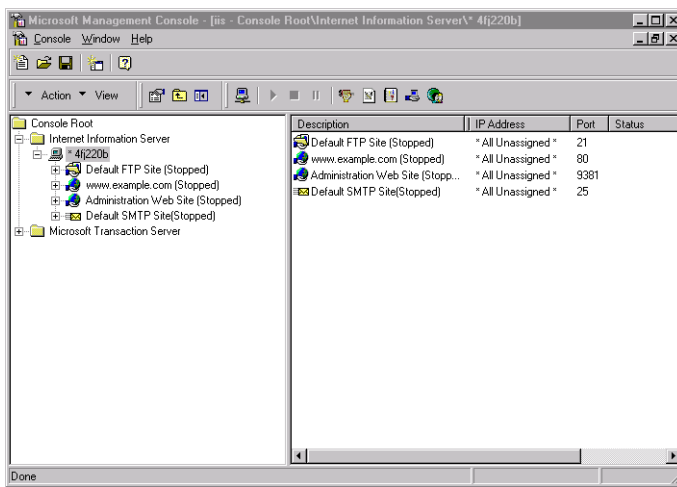 Microsoft Management Console - [iis - Console Root\Internet Information Server\* 4fj220b]
Console Window Help
Action View
Console Root
Internet Information Server
* 4fj220b
Default FTP Site (Stopped)
www.example.com (Stopped)
Administration Web Site (Stopped)
Default SMTP Site(Stopped)
Microsoft Transaction Server
Description IP Address Port Status
Default FTP Site (Stopped) * All Unassigned * 21
www.example.com (Stopped) * All Unassigned * 80
Administration Web Site (Stopp... * All Unassigned * 9381
Default SMTP Site(Stopped) * All Unassigned * 25
Done